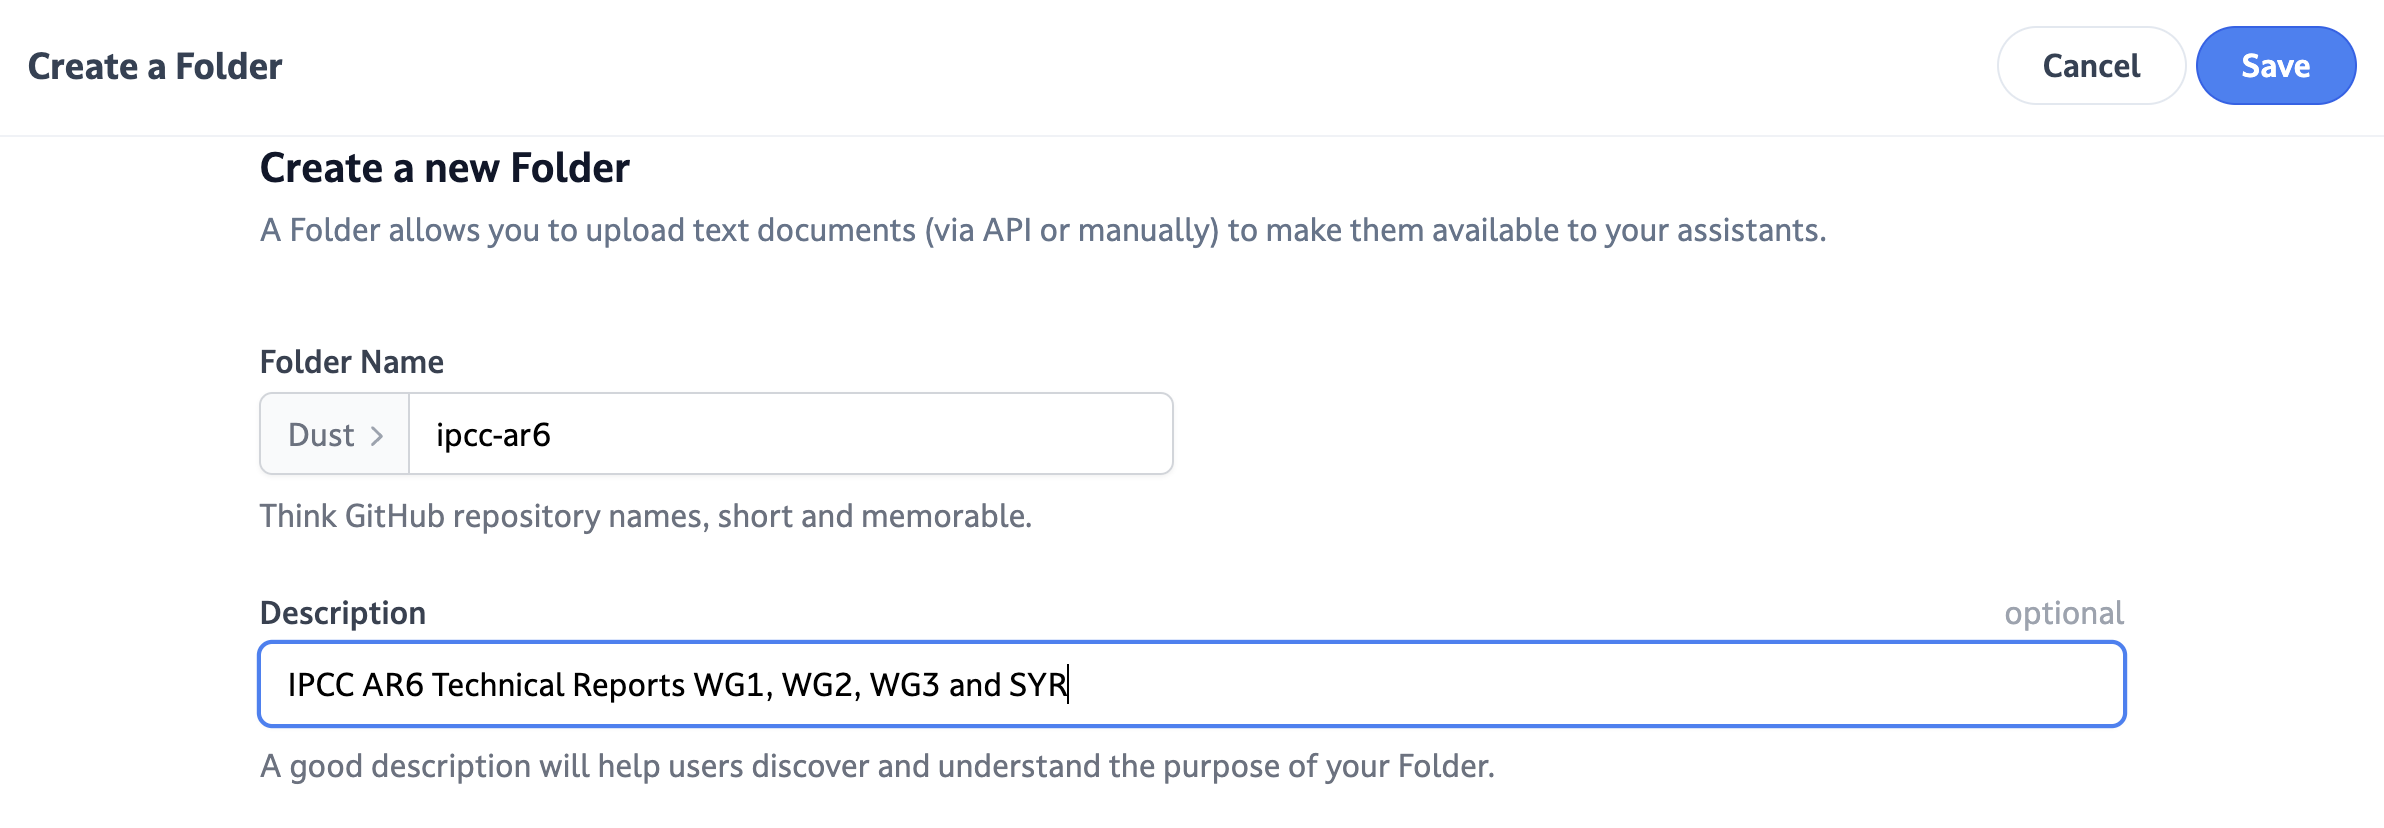 Create a Folder
Cancel
Save
Create a new Folder
A Folder allows you to upload text documents (via API or manually) to make them available to your assistants.
Folder Name
Dust > ipcc-ar6
Think GitHub repository names, short and memorable.
Description
optional
IPCC AR6 Technical Reports WG1, WG2, WG3 and SYR
A good description will help users discover and understand the purpose of your Folder.